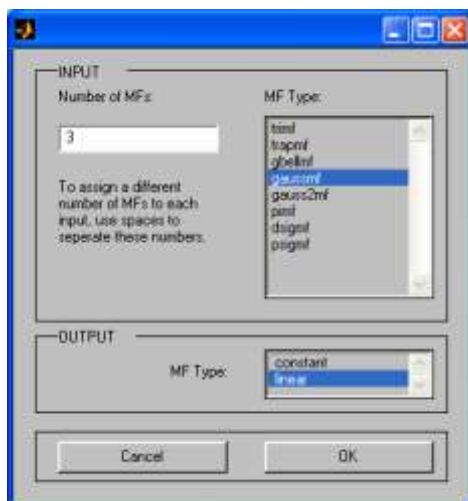 INPUT
Number of MFs:
3
To assign a different
number of MFs to each
input, use spaces to
seperate these numbers.
MF Type:
trimf
trapmf
gbellmf
gaussmf
gauss2mf
pimf
dsigmf
psigmf
OUTPUT
MF Type:
constant
linear
Cancel
OK